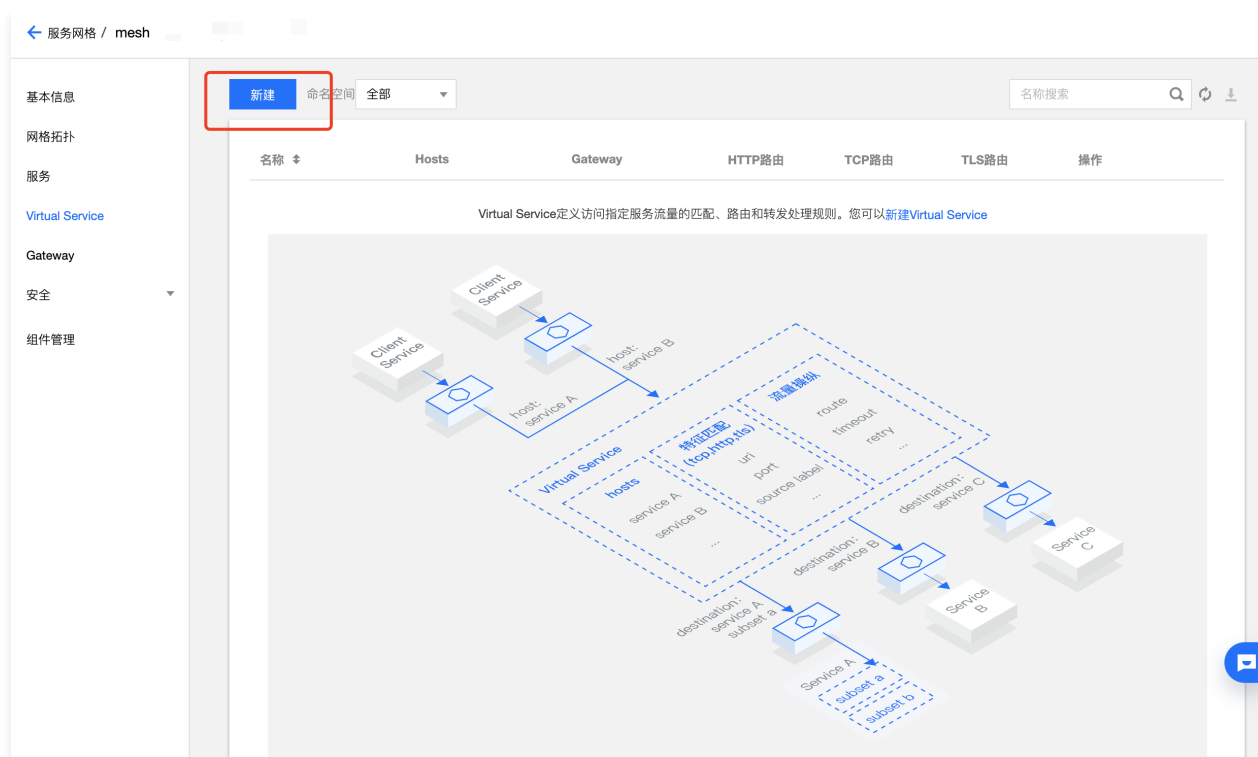 服务网格 / mesh
基本信息
网格拓扑
服务
Virtual Service
Gateway
安全
组件管理
新建 命名空间 全部 名称搜索
名称 Hosts Gateway HTTP路由 TCP路由 TLS路由 操作
Virtual Service定义访问指定服务流量的匹配、路由和转发处理规则。您可以新建Virtual Service
Client
Service
Client
Service
host:
service B
host:
service A
Virtual Service
hosts
service A
service B
...
特征匹配
(tcp,http,tls)
uri
port
source label
...
流量操纵
route
timeout
retry
...
destination:
service C
Service
C
destination:
service B
Service
B
destination:
service A
subset a
Service A
subset a
subset b